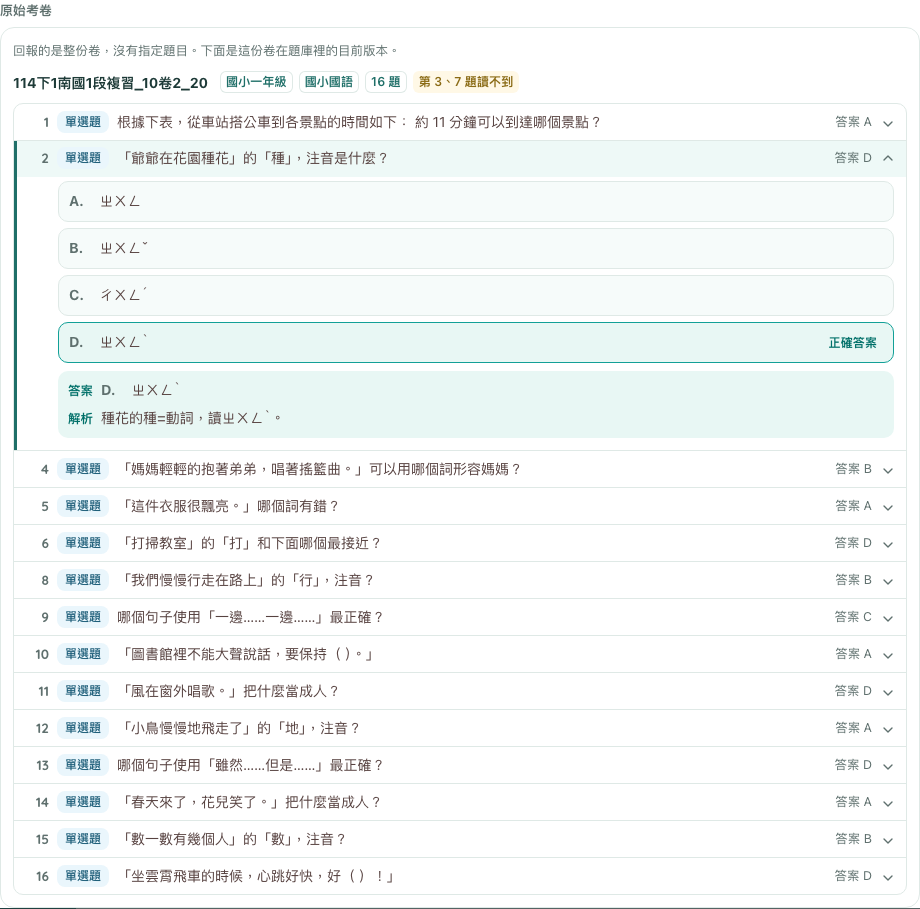 原始考卷
回報的是整份卷，沒有指定題目。下面是這份卷在題庫裡的目前版本。
114下1南國1段複習_10卷2_20 國小一年級 國小國語 16 題 第 3、7 題讀不到
1 單選題 根據下表，從車站搭公車到各景點的時間如下： 約 11 分鐘可以到達哪個景點？ 答案 A
2 單選題 「爺爺在花園種花」的「種」，注音是什麼？ 答案 D
A. ㄓㄨㄥ
B. ㄓㄨㄥˇ
C. ㄔㄨㄥˊ
D. ㄓㄨㄥˋ 正確答案
答案 D. ㄓㄨㄥˋ
解析 種花的種=動詞，讀ㄓㄨㄥˋ。
4 單選題 「媽媽輕輕的抱著弟弟，唱著搖籃曲。」可以用哪個詞形容媽媽？ 答案 B
5 單選題 「這件衣服很飄亮。」哪個詞有錯？ 答案 A
6 單選題 「打掃教室」的「打」和下面哪個最接近？ 答案 D
8 單選題 「我們慢慢行走在路上」的「行」，注音？ 答案 B
9 單選題 哪個句子使用「一邊……一邊……」最正確？ 答案 C
10 單選題 「圖書館裡不能大聲說話，要保持（ ）。」 答案 A
11 單選題 「風在窗外唱歌。」把什麼當成人？ 答案 D
12 單選題 「小鳥慢慢地飛走了」的「地」，注音？ 答案 A
13 單選題 哪個句子使用「雖然……但是……」最正確？ 答案 D
14 單選題 「春天來了，花兒笑了。」把什麼當成人？ 答案 A
15 單選題 「數一數有幾個人」的「數」，注音？ 答案 B
16 單選題 「坐雲霄飛車的時候，心跳好快，好（ ）！」 答案 D